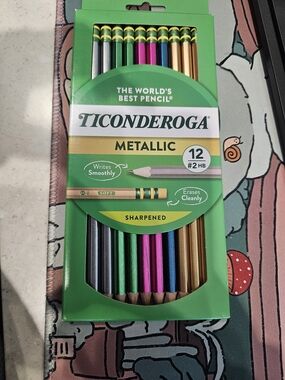 THE WORLD'S
BEST PENCIL®
TICONDEROGA®
METALLIC
12
#2 HB
Writes
Smoothly
Erases
Cleanly
SHARPENED